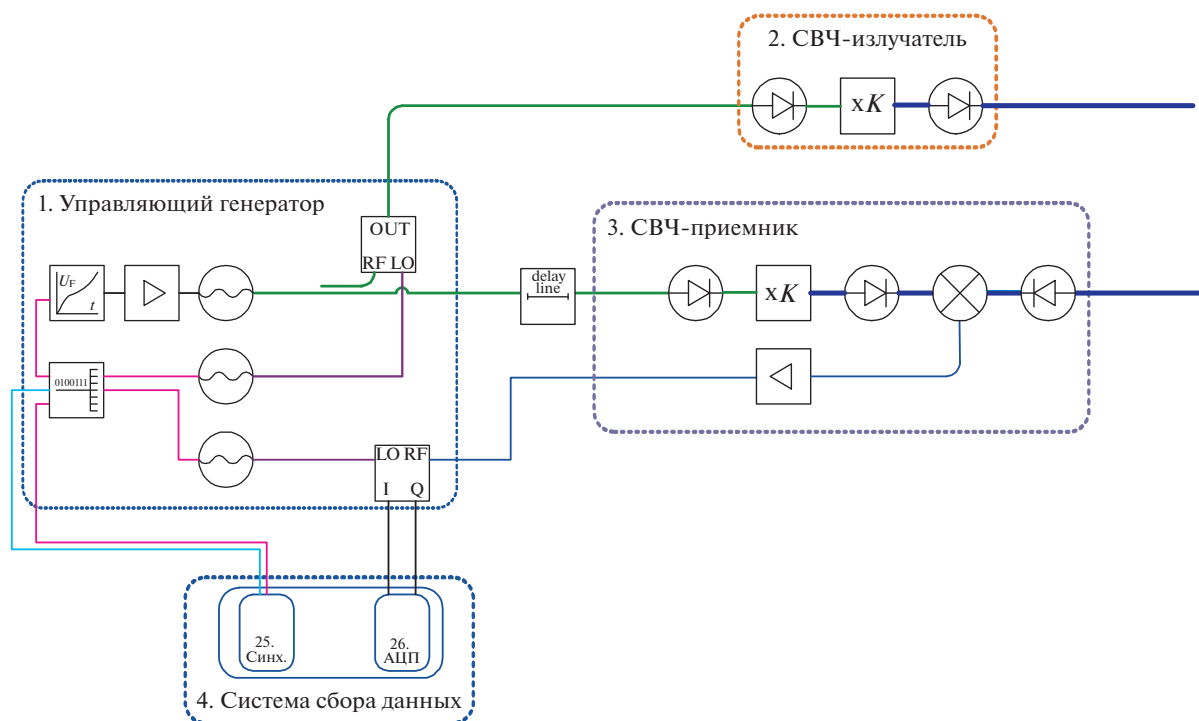 2. СВЧ-излучатель
xK
1. Управляющий генератор
OUT
RF LO
3. СВЧ-приемник
U_F
t
delay
line
xK
0100111
LO RF
I Q
25.
Синх.
26.
АЦП
4. Система сбора данных